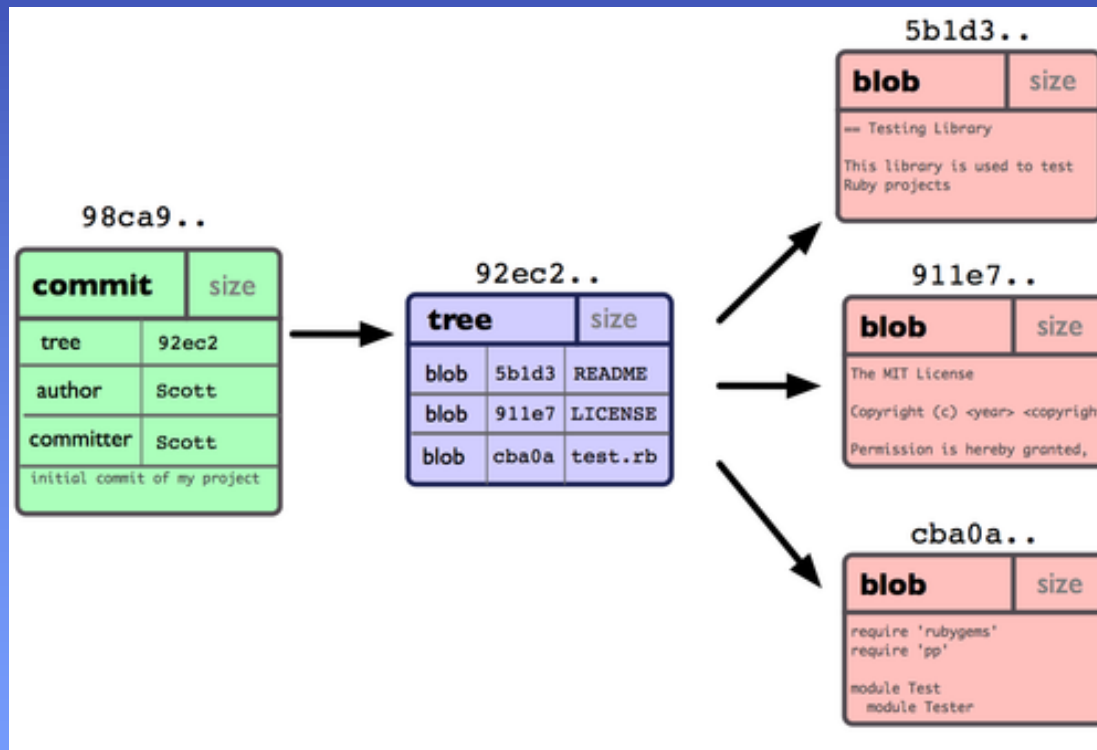 98ca9..
commit size
tree 92ec2
author Scott
committer Scott
initial commit of my project
92ec2..
tree size
blob 5b1d3 README
blob 911e7 LICENSE
blob cba0a test.rb
5b1d3..
blob size
== Testing Library
This library is used to test
Ruby projects
911e7..
blob size
The MIT License
Copyright (c) <year> <copyright
Permission is hereby granted,
cba0a..
blob size
require 'rubygems'
require 'pp'
module Test
module Tester